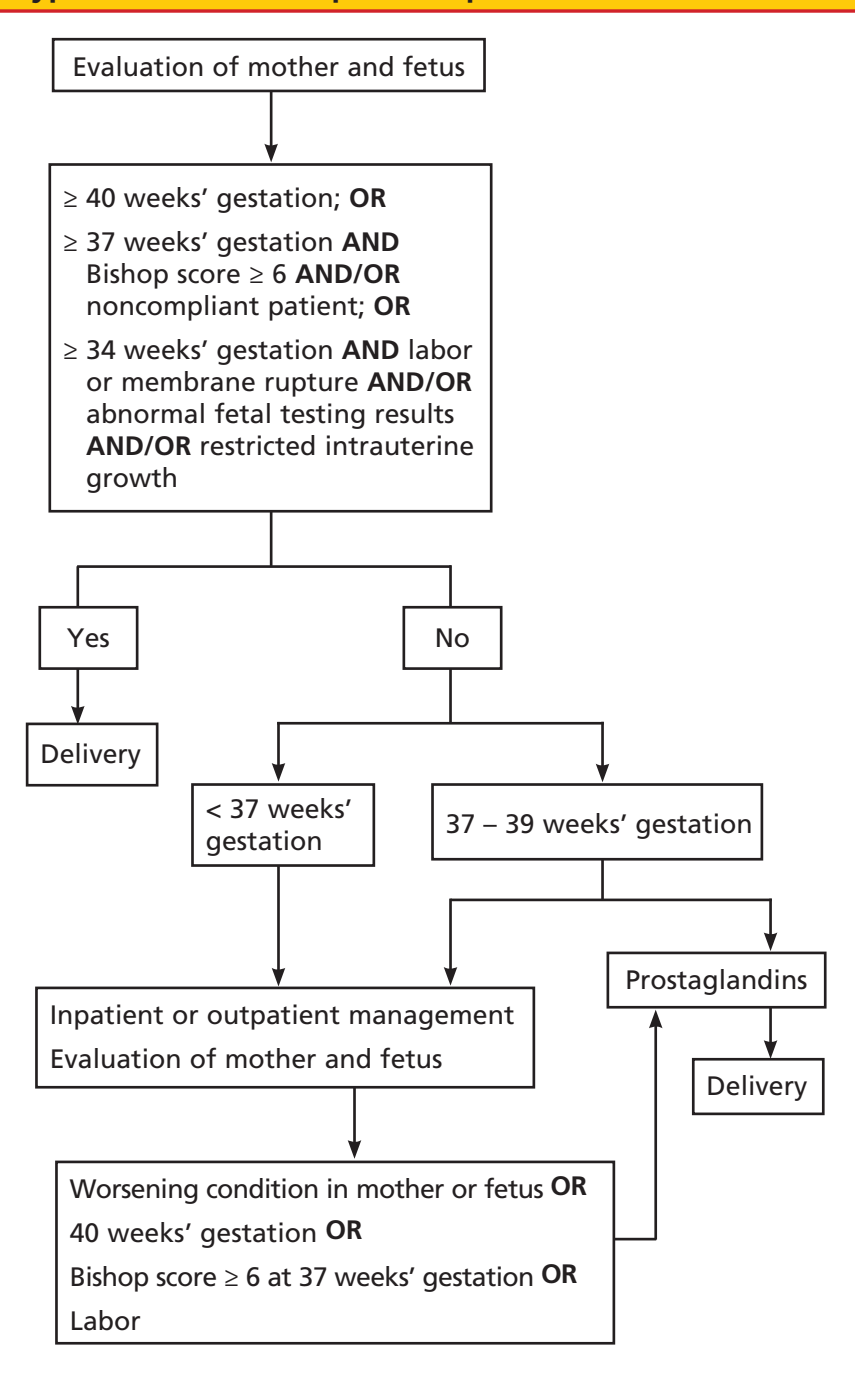 Evaluation of mother and fetus
≥ 40 weeks’ gestation; OR
≥ 37 weeks’ gestation AND
Bishop score ≥ 6 AND/OR
noncompliant patient; OR
≥ 34 weeks’ gestation AND labor
or membrane rupture AND/OR
abnormal fetal testing results
AND/OR restricted intrauterine
growth
Yes
No
Delivery
< 37 weeks’
gestation
37 – 39 weeks’ gestation
Prostaglandins
Inpatient or outpatient management
Evaluation of mother and fetus
Delivery
Worsening condition in mother or fetus OR
40 weeks’ gestation OR
Bishop score ≥ 6 at 37 weeks’ gestation OR
Labor